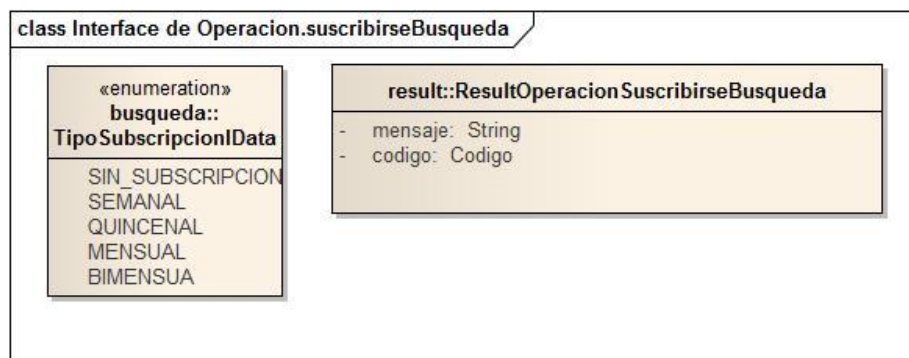 class Interface de Operacion.suscribirseBusqueda
«enumeration»
busqueda::
TipoSubscripcionIData
SIN_SUBSCRIPCION
SEMANAL
QUINCENAL
MENSUAL
BIMENSUA
result::ResultOperacionSuscribirseBusqueda
- mensaje: String
- codigo: Codigo